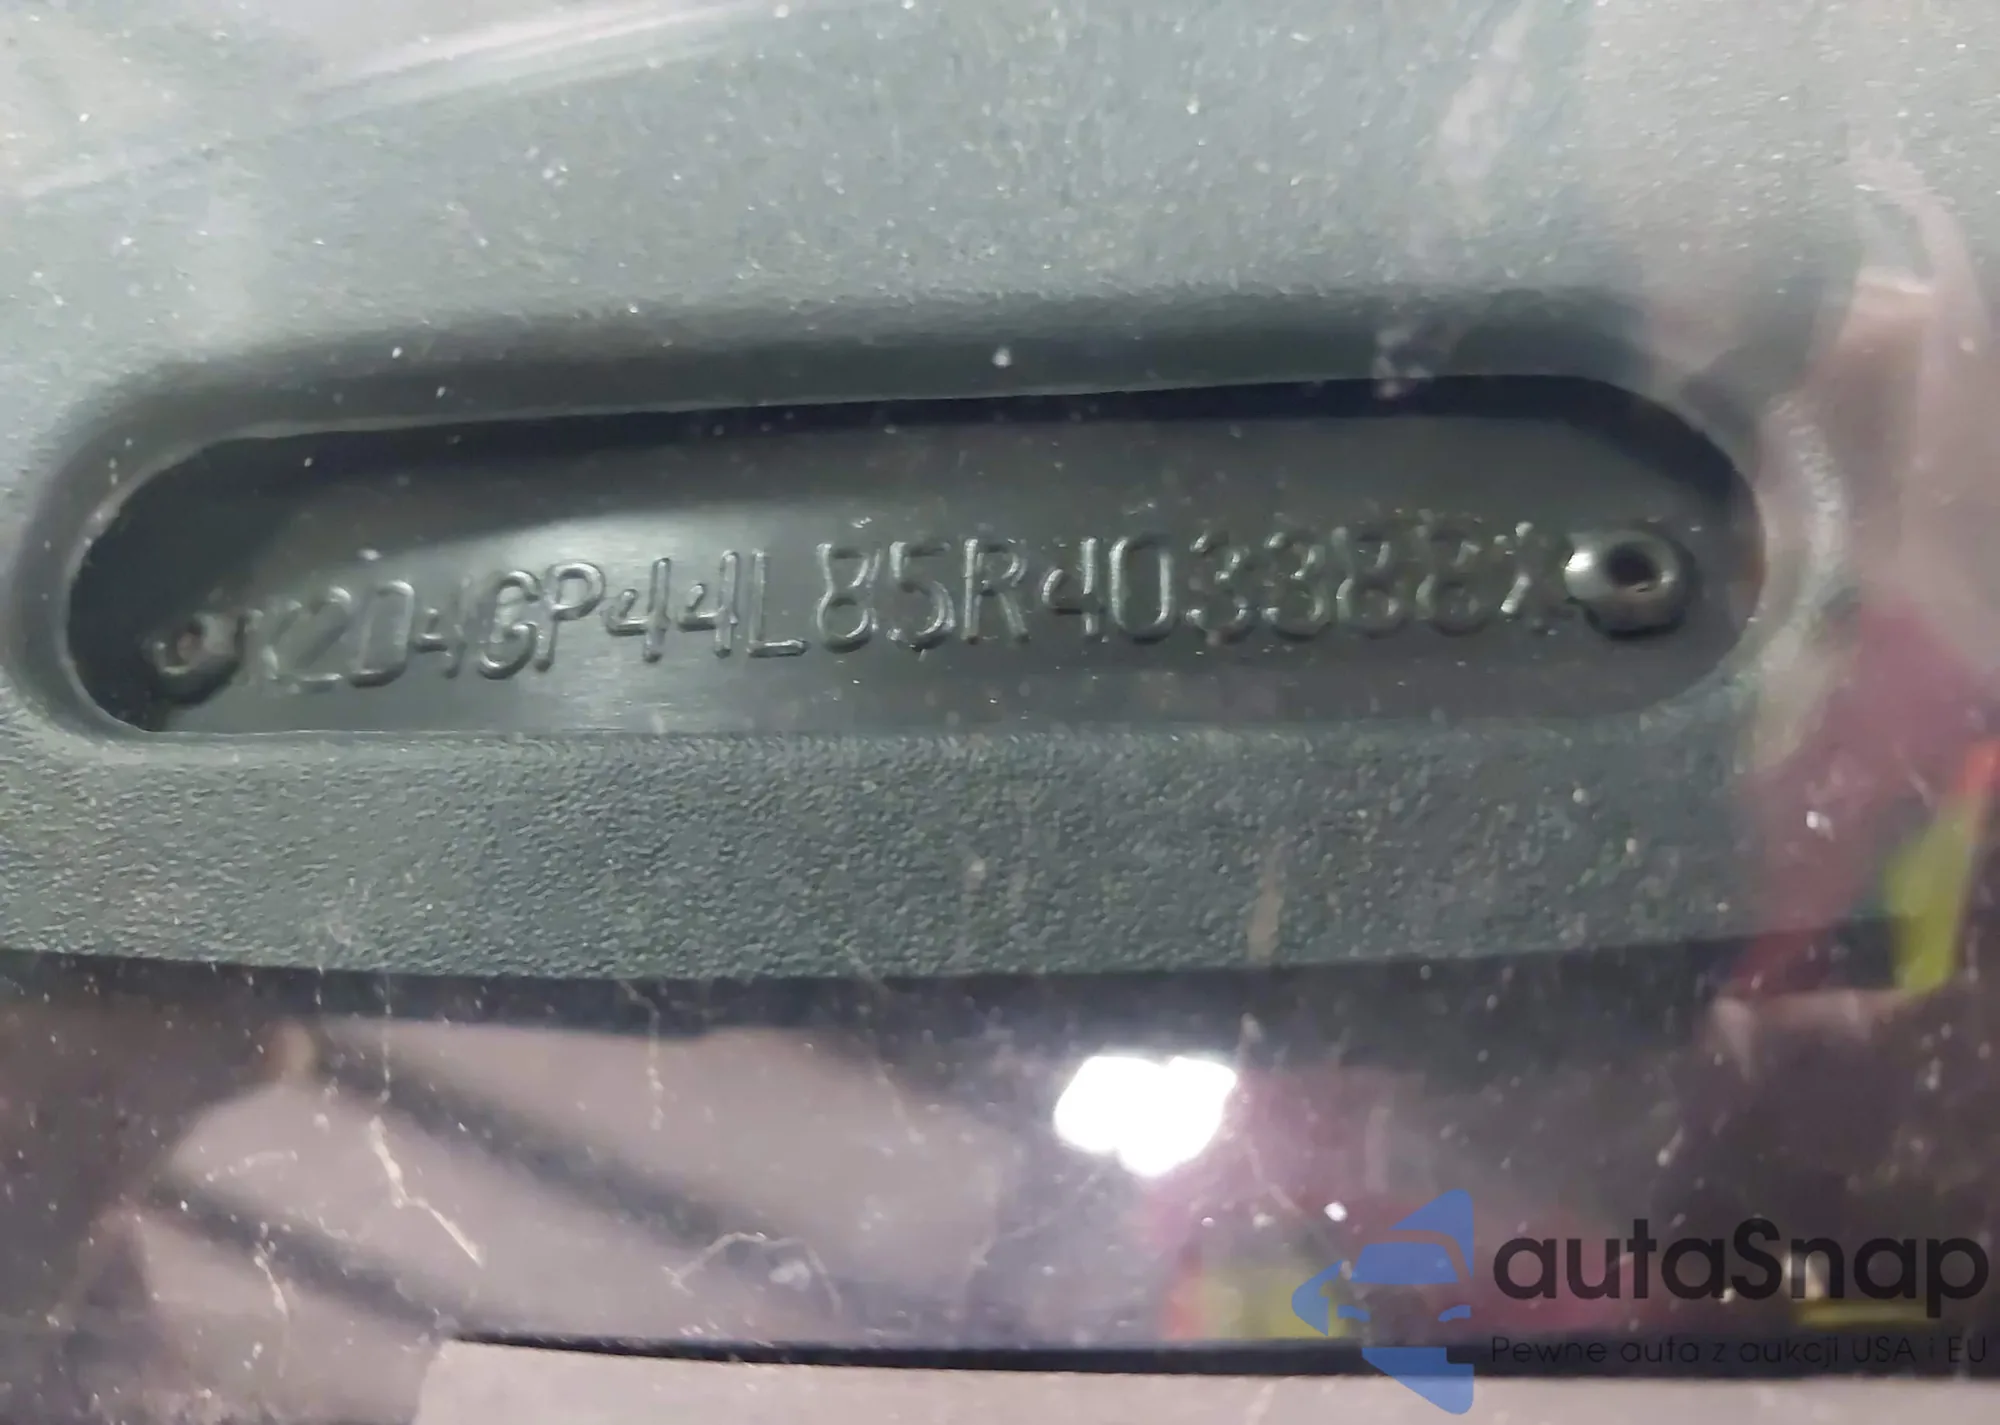 *2D4GP44L85R403388*
autaSnap
Pewne auta z aukcji USA i EU